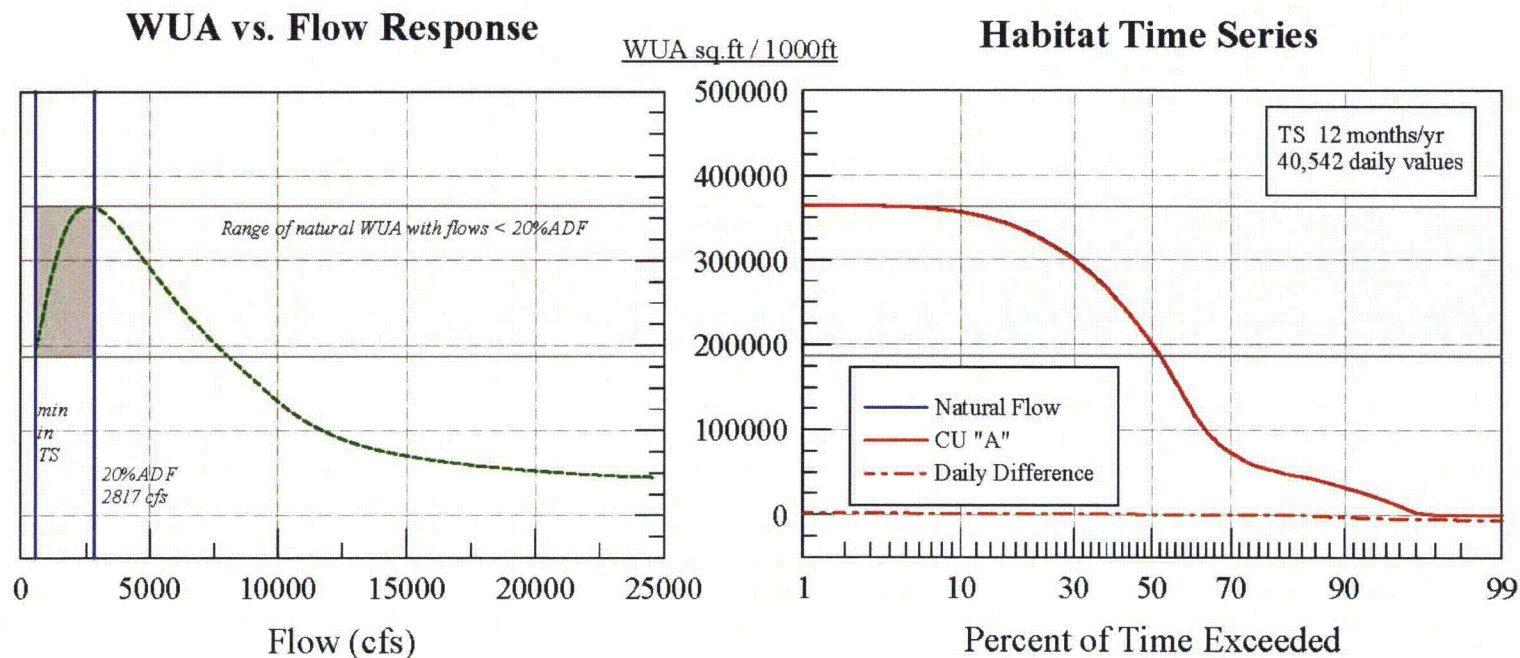 WUA vs. Flow Response
WUA sq.ft / 1000ft
Habitat Time Series
Range of natural WUA with flows < 20%ADF
min
in
TS
20%ADF
2817 cfs
0
5000
10000
15000
20000
25000
Flow (cfs)
500000
400000
300000
200000
100000
0
TS 12 months/yr
40,542 daily values
Natural Flow
CU "A"
Daily Difference
1
10
30
50
70
90
99
Percent of Time Exceeded